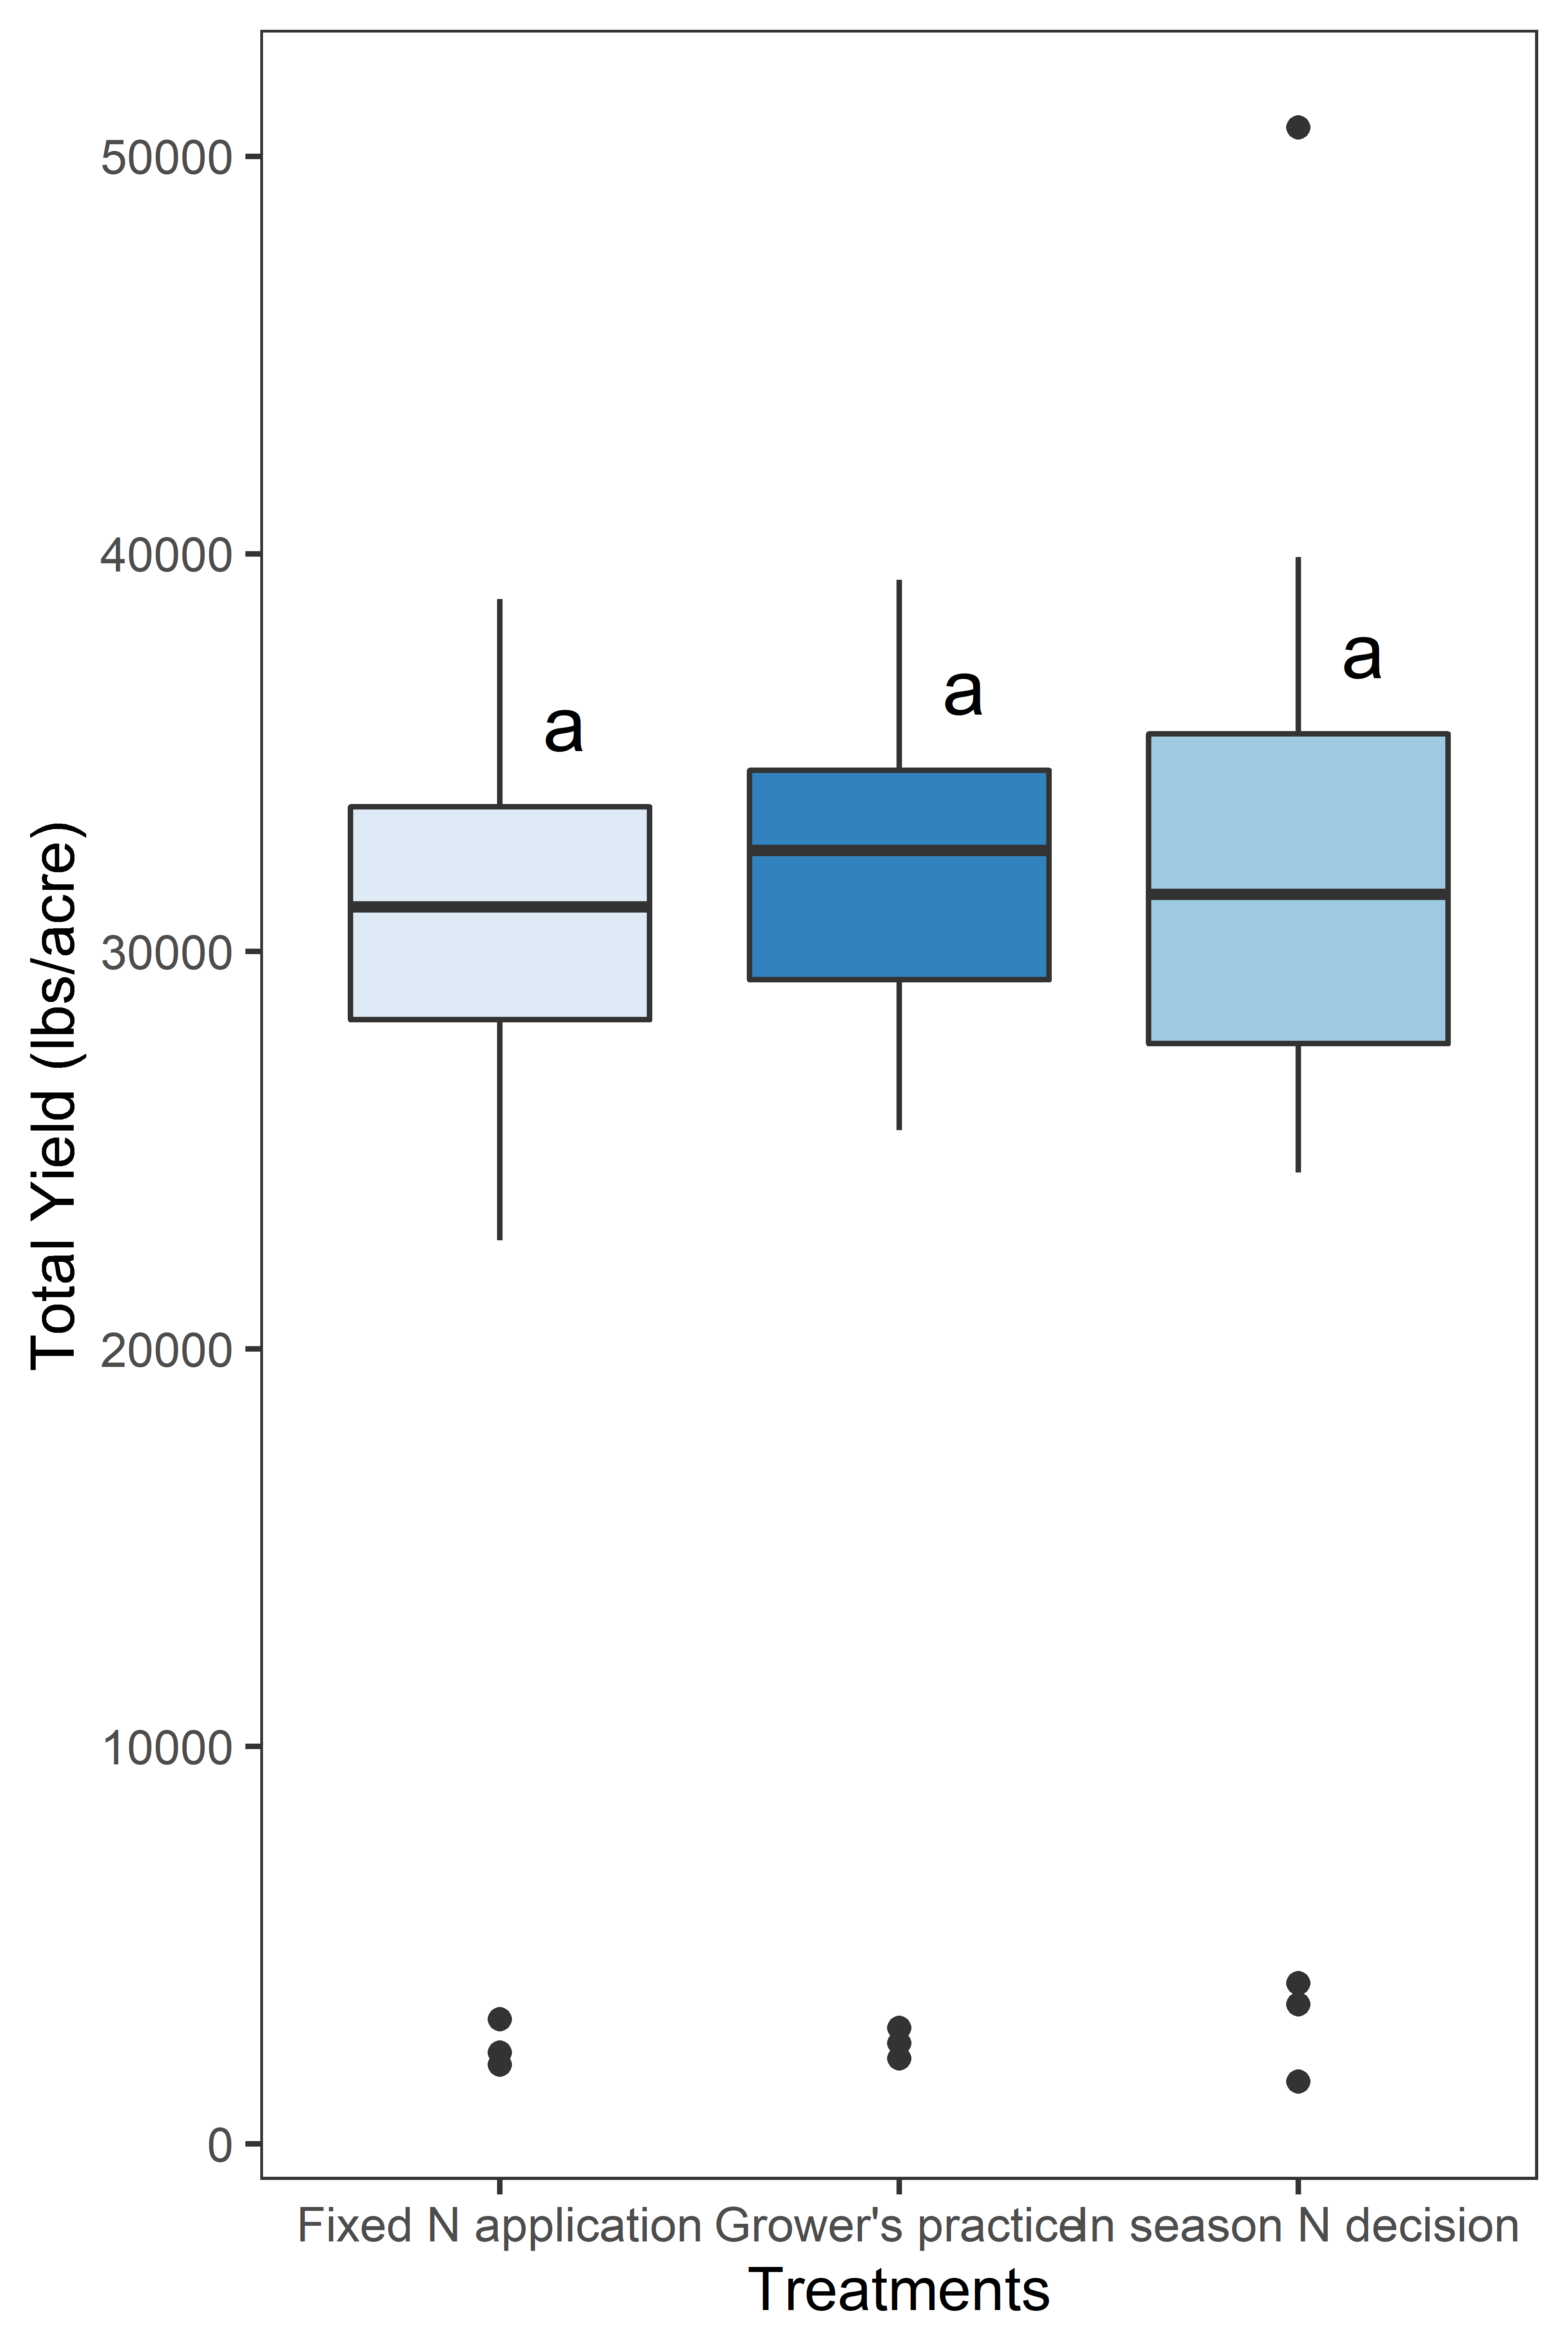 Total Yield (lbs/acre)
50000
40000
30000
20000
10000
0
a
a
a
Fixed N application
Grower's practice
In season N decision
Treatments